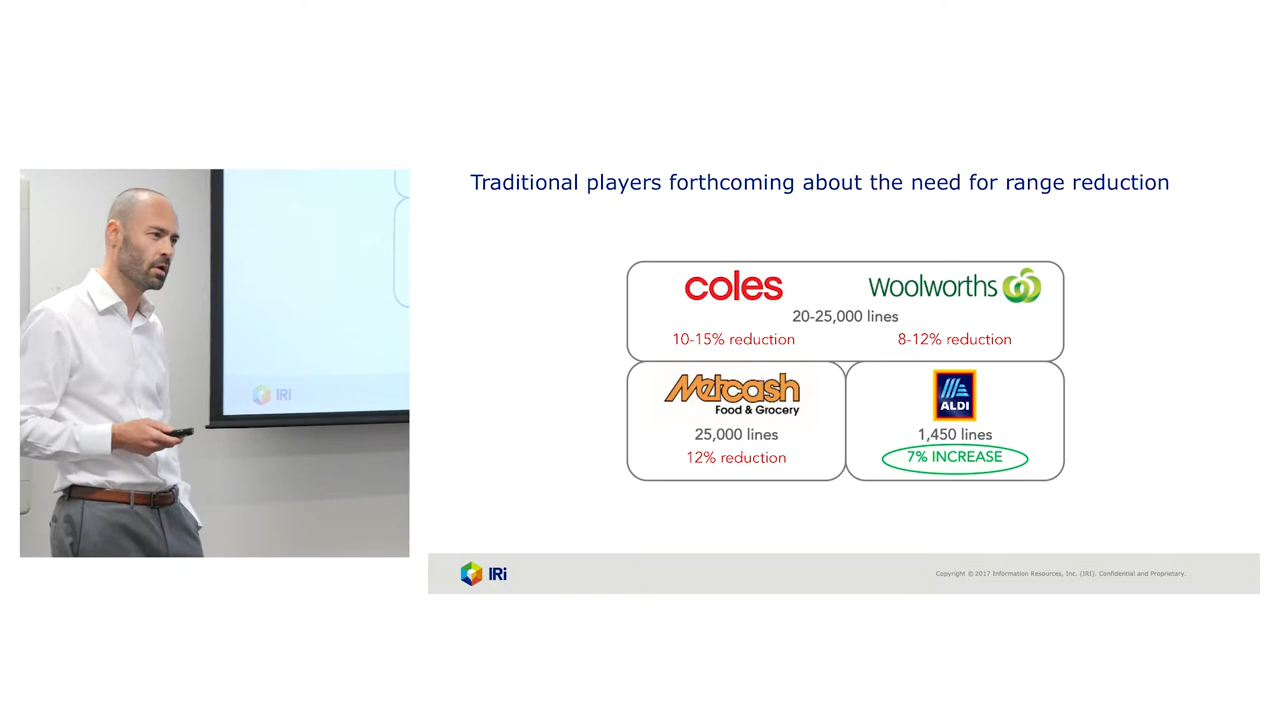 Traditional players forthcoming about the need for range reduction
coles
Woolworths
20-25,000 lines
10-15% reduction
8-12% reduction
Metcash
Food & Grocery
25,000 lines
12% reduction
ALDI
1,450 lines
7% INCREASE
IRi
IRi
Copyright © 2017 Information Resources, Inc. (IRI). Confidential and Proprietary.